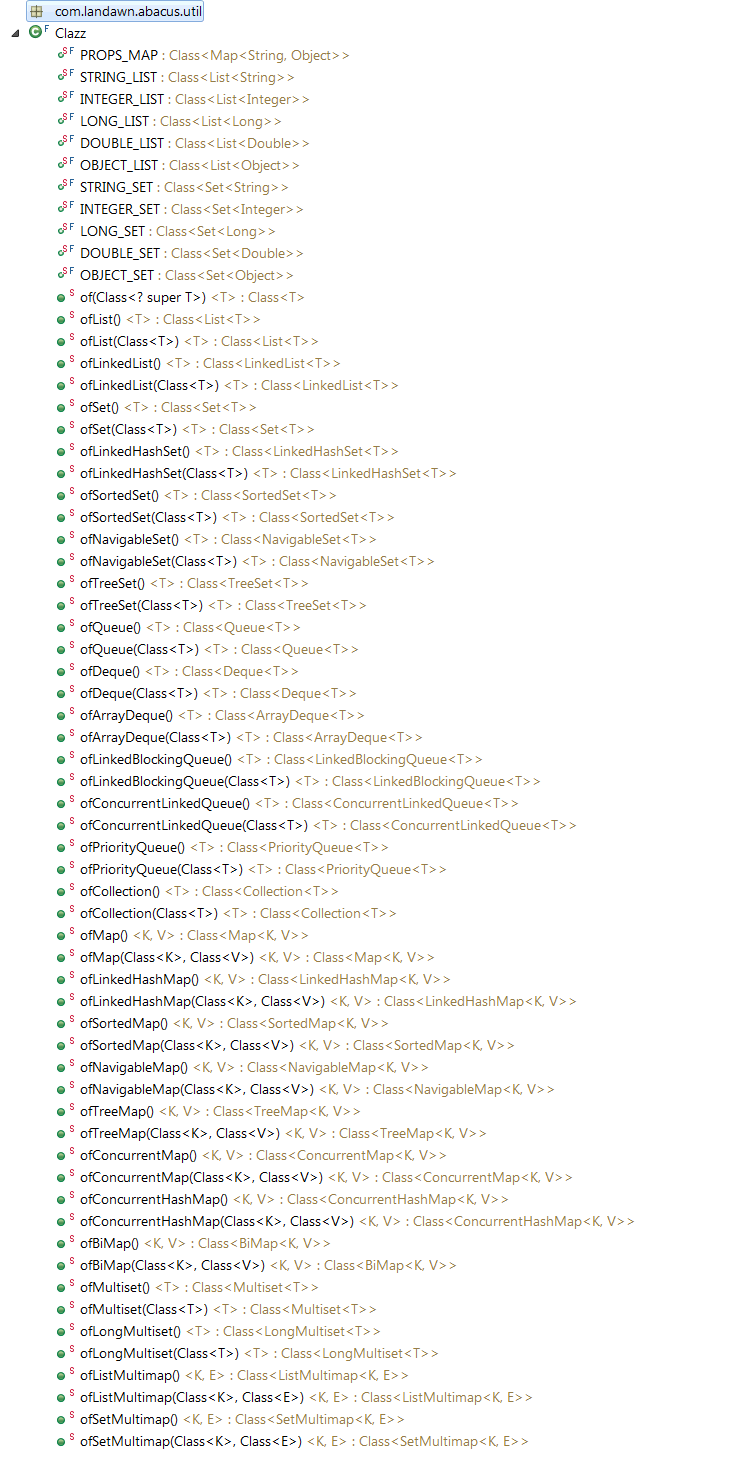 com.landawn.abacus.util
C F Clazz
S F PROPS_MAP : Class<Map<String, Object>>
S F STRING_LIST : Class<List<String>>
S F INTEGER_LIST : Class<List<Integer>>
S F LONG_LIST : Class<List<Long>>
S F DOUBLE_LIST : Class<List<Double>>
S F OBJECT_LIST : Class<List<Object>>
S F STRING_SET : Class<Set<String>>
S F INTEGER_SET : Class<Set<Integer>>
S F LONG_SET : Class<Set<Long>>
S F DOUBLE_SET : Class<Set<Double>>
S F OBJECT_SET : Class<Set<Object>>
S of(Class<? super T>) <T> : Class<T>
S ofList() <T> : Class<List<T>>
S ofList(Class<T>) <T> : Class<List<T>>
S ofLinkedList() <T> : Class<LinkedList<T>>
S ofLinkedList(Class<T>) <T> : Class<LinkedList<T>>
S ofSet() <T> : Class<Set<T>>
S ofSet(Class<T>) <T> : Class<Set<T>>
S ofLinkedHashSet() <T> : Class<LinkedHashSet<T>>
S ofLinkedHashSet(Class<T>) <T> : Class<LinkedHashSet<T>>
S ofSortedSet() <T> : Class<SortedSet<T>>
S ofSortedSet(Class<T>) <T> : Class<SortedSet<T>>
S ofNavigableSet() <T> : Class<NavigableSet<T>>
S ofNavigableSet(Class<T>) <T> : Class<NavigableSet<T>>
S ofTreeSet() <T> : Class<TreeSet<T>>
S ofTreeSet(Class<T>) <T> : Class<TreeSet<T>>
S ofQueue() <T> : Class<Queue<T>>
S ofQueue(Class<T>) <T> : Class<Queue<T>>
S ofDeque() <T> : Class<Deque<T>>
S ofDeque(Class<T>) <T> : Class<Deque<T>>
S ofArrayDeque() <T> : Class<ArrayDeque<T>>
S ofArrayDeque(Class<T>) <T> : Class<ArrayDeque<T>>
S ofLinkedBlockingQueue() <T> : Class<LinkedBlockingQueue<T>>
S ofLinkedBlockingQueue(Class<T>) <T> : Class<LinkedBlockingQueue<T>>
S ofConcurrentLinkedQueue() <T> : Class<ConcurrentLinkedQueue<T>>
S ofConcurrentLinkedQueue(Class<T>) <T> : Class<ConcurrentLinkedQueue<T>>
S ofPriorityQueue() <T> : Class<PriorityQueue<T>>
S ofPriorityQueue(Class<T>) <T> : Class<PriorityQueue<T>>
S ofCollection() <T> : Class<Collection<T>>
S ofCollection(Class<T>) <T> : Class<Collection<T>>
S ofMap() <K, V> : Class<Map<K, V>>
S ofMap(Class<K>, Class<V>) <K, V> : Class<Map<K, V>>
S ofLinkedHashMap() <K, V> : Class<LinkedHashMap<K, V>>
S ofLinkedHashMap(Class<K>, Class<V>) <K, V> : Class<LinkedHashMap<K, V>>
S ofSortedMap() <K, V> : Class<SortedMap<K, V>>
S ofSortedMap(Class<K>, Class<V>) <K, V> : Class<SortedMap<K, V>>
S ofNavigableMap() <K, V> : Class<NavigableMap<K, V>>
S ofNavigableMap(Class<K>, Class<V>) <K, V> : Class<NavigableMap<K, V>>
S ofTreeMap() <K, V> : Class<TreeMap<K, V>>
S ofTreeMap(Class<K>, Class<V>) <K, V> : Class<TreeMap<K, V>>
S ofConcurrentMap() <K, V> : Class<ConcurrentMap<K, V>>
S ofConcurrentMap(Class<K>, Class<V>) <K, V> : Class<ConcurrentMap<K, V>>
S ofConcurrentHashMap() <K, V> : Class<ConcurrentHashMap<K, V>>
S ofConcurrentHashMap(Class<K>, Class<V>) <K, V> : Class<ConcurrentHashMap<K, V>>
S ofBiMap() <K, V> : Class<BiMap<K, V>>
S ofBiMap(Class<K>, Class<V>) <K, V> : Class<BiMap<K, V>>
S ofMultiset() <T> : Class<Multiset<T>>
S ofMultiset(Class<T>) <T> : Class<Multiset<T>>
S ofLongMultiset() <T> : Class<LongMultiset<T>>
S ofLongMultiset(Class<T>) <T> : Class<LongMultiset<T>>
S ofListMultimap() <K, E> : Class<ListMultimap<K, E>>
S ofListMultimap(Class<K>, Class<E>) <K, E> : Class<ListMultimap<K, E>>
S ofSetMultimap() <K, E> : Class<SetMultimap<K, E>>
S ofSetMultimap(Class<K>, Class<E>) <K, E> : Class<SetMultimap<K, E>>